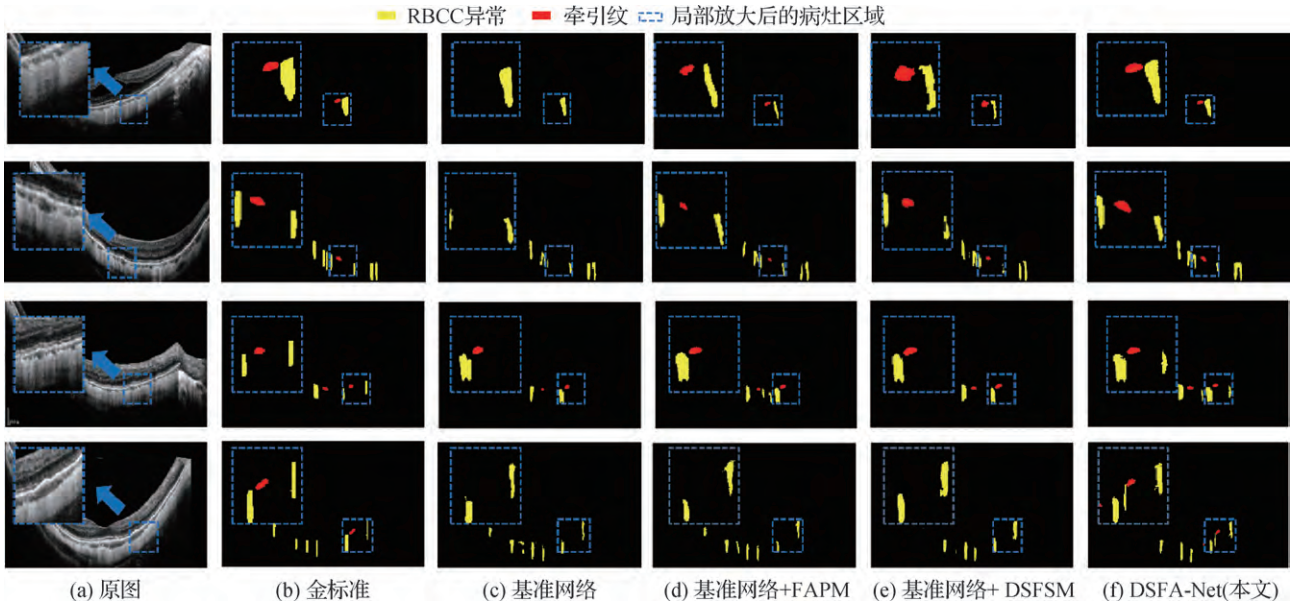 RBCC异常 牵引纹 局部放大后的病灶区域
(a) 原图 (b) 金标准 (c) 基准网络 (d) 基准网络+FAPM (e) 基准网络+ DSFSM (f) DSFA-Net(本文)